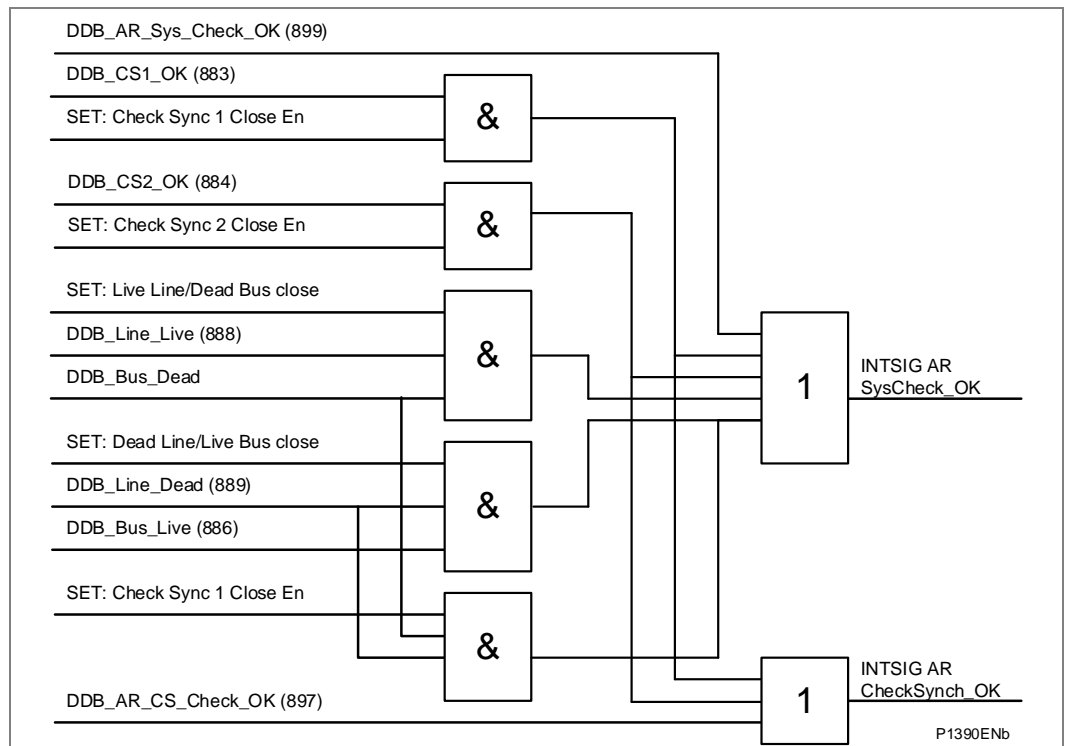 DDB_AR_Sys_Check_OK (899)
DDB_CS1_OK (883)
SET: Check Sync 1 Close En
&
DDB_CS2_OK (884)
SET: Check Sync 2 Close En
&
SET: Live Line/Dead Bus close
DDB_Line_Live (888)
DDB_Bus_Dead
&
1
INTSIG AR
SysCheck_OK
SET: Dead Line/Live Bus close
DDB_Line_Dead (889)
DDB_Bus_Live (886)
&
SET: Check Sync 1 Close En
&
DDB_AR_CS_Check_OK (897)
1
INTSIG AR
CheckSynch_OK
P1390ENb